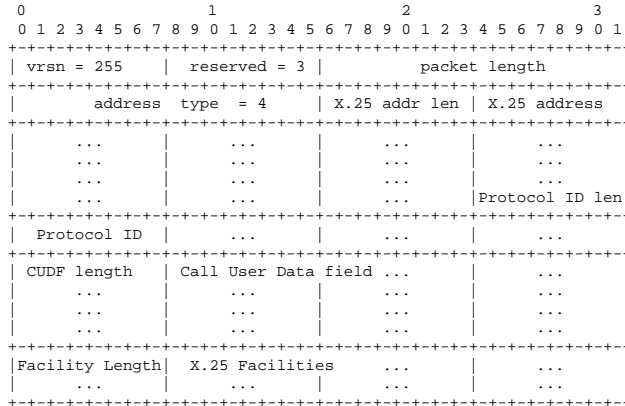 0                   1                   2                   3
 0 1 2 3 4 5 6 7 8 9 0 1 2 3 4 5 6 7 8 9 0 1 2 3 4 5 6 7 8 9 0 1
+-+-+-+-+-+-+-+-+-+-+-+-+-+-+-+-+-+-+-+-+-+-+-+-+-+-+-+-+-+-+-+-
| vrsn = 255    |  reserved = 3 |         packet length
+-+-+-+-+-+-+-+-+-+-+-+-+-+-+-+-+-+-+-+-+-+-+-+-+-+-+-+-+-+-+-+-
|       address  type  = 4      | X.25 addr len | X.25 address
+-+-+-+-+-+-+-+-+-+-+-+-+-+-+-+-+-+-+-+-+-+-+-+-+-+-+-+-+-+-+-+-
|      ...      |      ...      |      ...      |      ...
|      ...      |      ...      |      ...      |      ...
|      ...      |      ...      |      ...      |      ...
|      ...      |      ...      |      ...      |Protocol ID len
+-+-+-+-+-+-+-+-+-+-+-+-+-+-+-+-+-+-+-+-+-+-+-+-+-+-+-+-+-+-+-+-
|  Protocol ID  |      ...      |      ...      |      ...
+-+-+-+-+-+-+-+-+-+-+-+-+-+-+-+-+-+-+-+-+-+-+-+-+-+-+-+-+-+-+-+-
| CUDF length   | Call User Data field ...      |      ...
|      ...      |      ...      |      ...      |      ...
|      ...      |      ...      |      ...      |      ...
|      ...      |      ...      |      ...      |      ...
+-+-+-+-+-+-+-+-+-+-+-+-+-+-+-+-+-+-+-+-+-+-+-+-+-+-+-+-+-+-+-+-
|Facility Length|  X.25 Facilities     ...      |      ...
|      ...      |      ...      |      ...      |      ...
+-+-+-+-+-+-+-+-+-+-+-+-+-+-+-+-+-+-+-+-+-+-+-+-+-+-+-+-+-+-+-+-